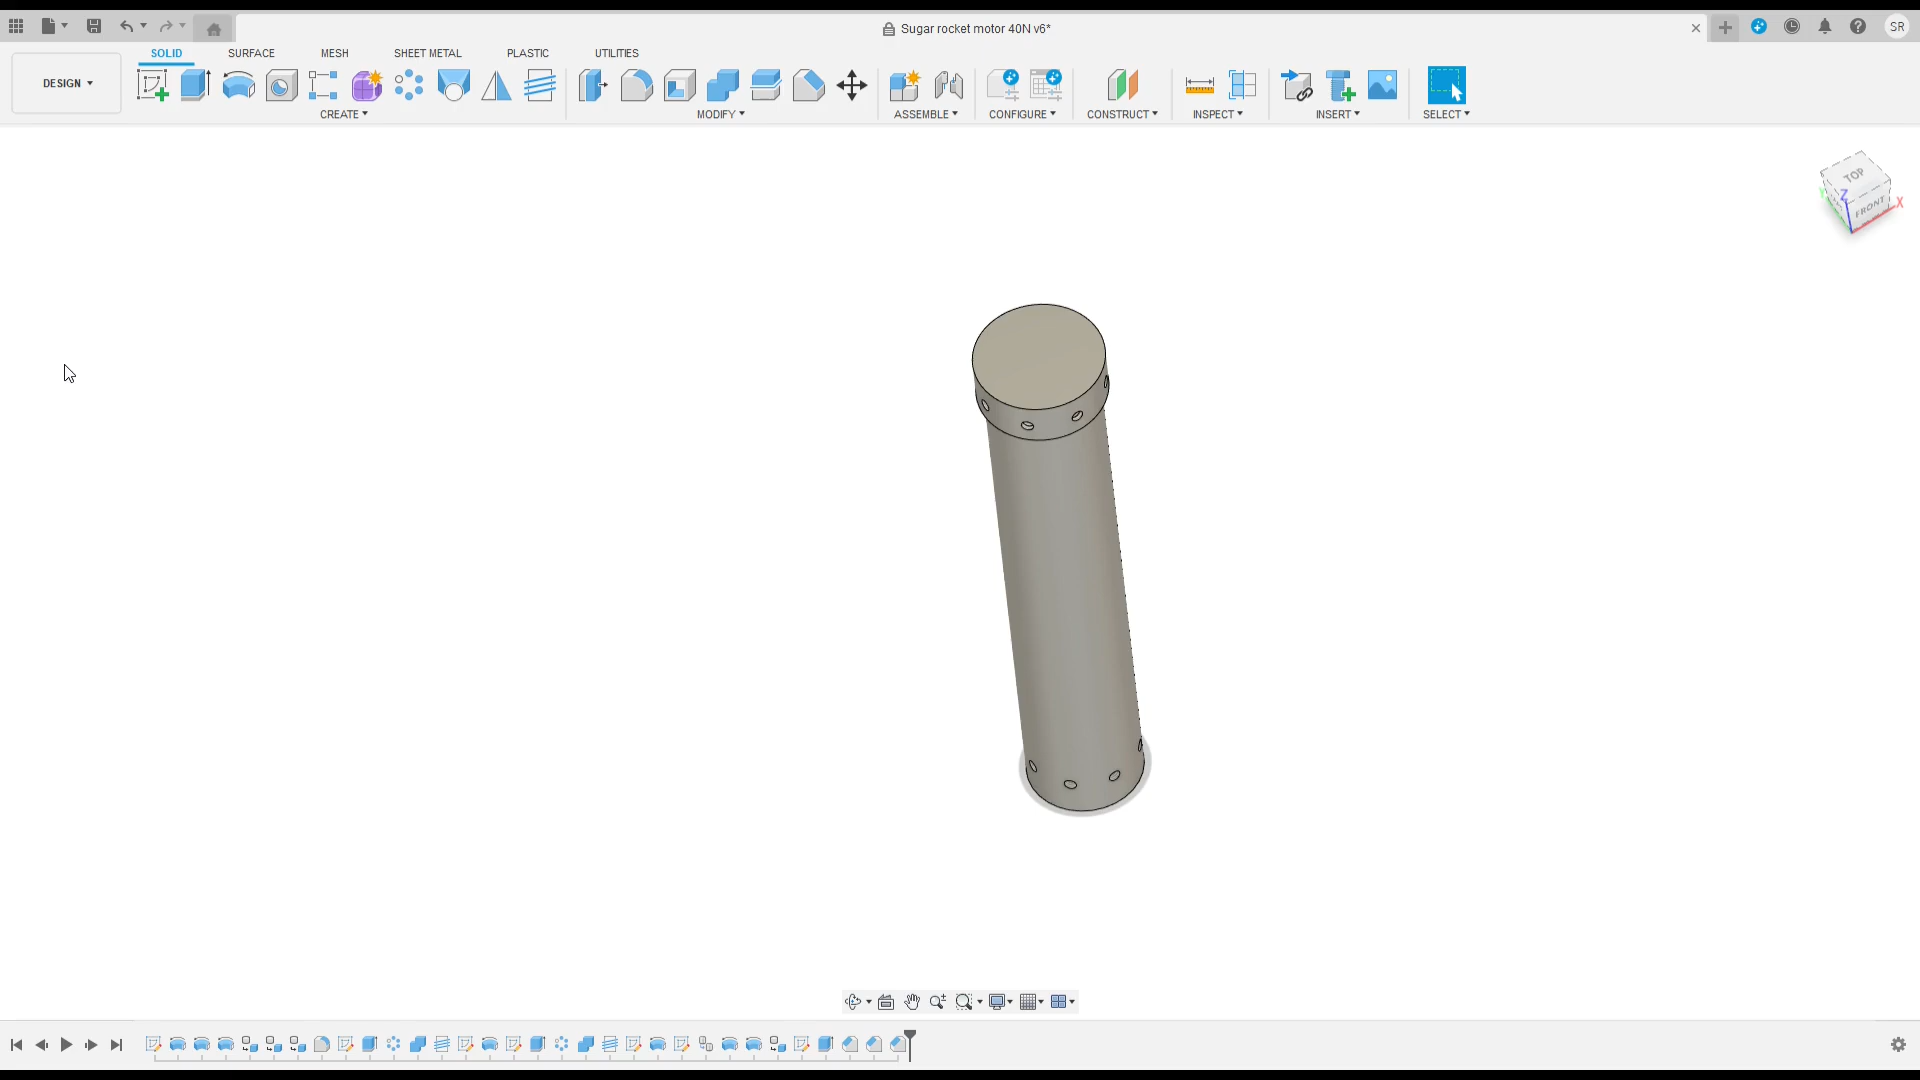 Sugar rocket motor 40N v6*
SR
SOLID
SURFACE
MESH
SHEET METAL
PLASTIC
UTILITIES
DESIGN
CREATE
MODIFY
ASSEMBLE
CONFIGURE
CONSTRUCT
INSPECT
INSERT
SELECT
TOP
FRONT
Z
X
Y